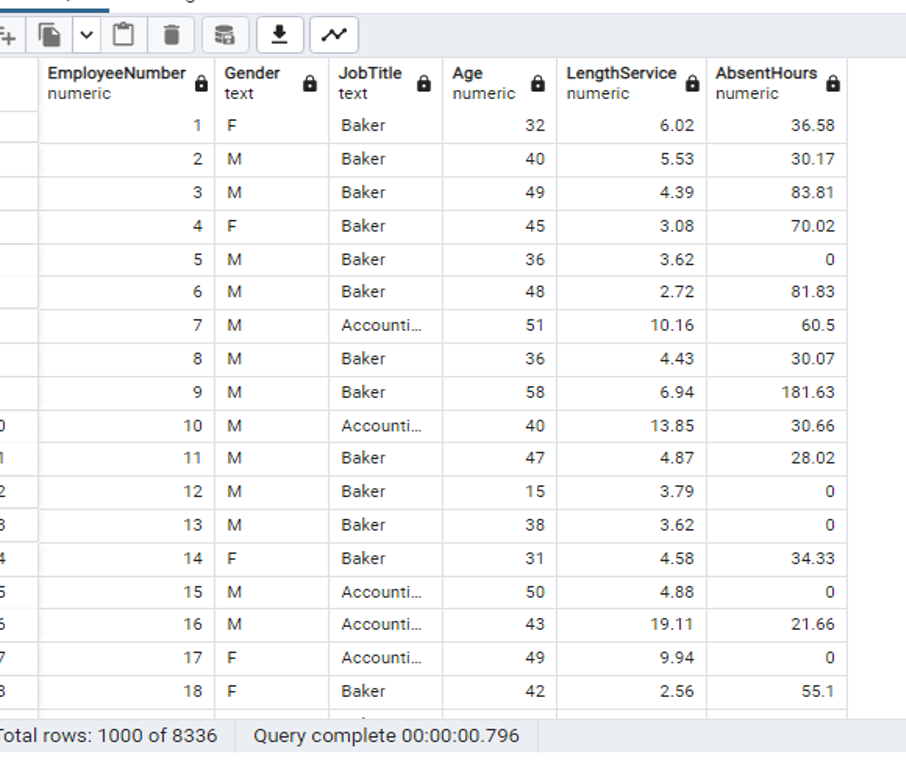 EmployeeNumber Gender JobTitle Age LengthService AbsentHours
numeric text text numeric numeric numeric
1 F Baker 32 6.02 36.58
2 M Baker 40 5.53 30.17
3 M Baker 49 4.39 83.81
4 F Baker 45 3.08 70.02
5 M Baker 36 3.62 0
6 M Baker 48 2.72 81.83
7 M Accounti... 51 10.16 60.5
8 M Baker 36 4.43 30.07
9 M Baker 58 6.94 181.63
0 10 M Accounti... 40 13.85 30.66
1 11 M Baker 47 4.87 28.02
2 12 M Baker 15 3.79 0
3 13 M Baker 38 3.62 0
4 14 F Baker 31 4.58 34.33
5 15 M Accounti... 50 4.88 0
6 16 M Accounti... 43 19.11 21.66
7 17 F Accounti... 49 9.94 0
8 18 F Baker 42 2.56 55.1
Total rows: 1000 of 8336 Query complete 00:00:00.796